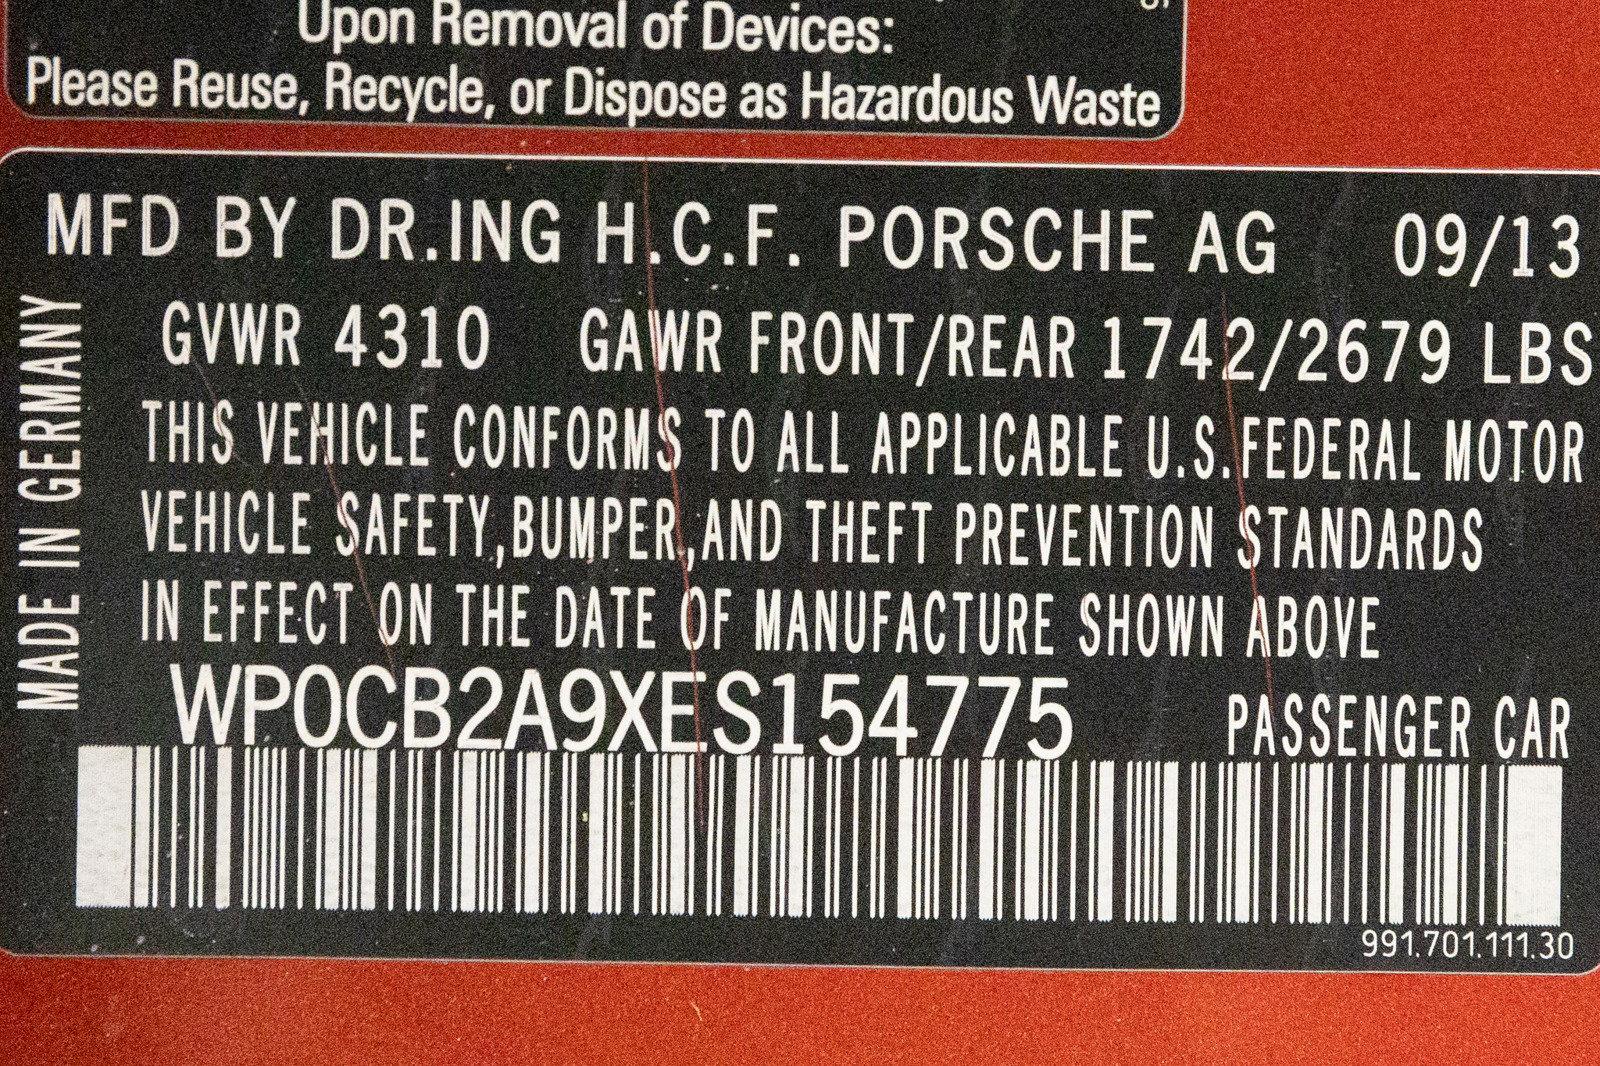 Upon Removal of Devices:
Please Reuse, Recycle, or Dispose as Hazardous Waste
MFD BY DR.ING H.C.F. PORSCHE AG 09/13
GVWR 4310 GAWR FRONT/REAR 1742/2679 LBS
THIS VEHICLE CONFORMS TO ALL APPLICABLE U.S.FEDERAL MOTOR
VEHICLE SAFETY,BUMPER,AND THEFT PREVENTION STANDARDS
IN EFFECT ON THE DATE OF MANUFACTURE SHOWN ABOVE
WP0CB2A9XES154775 PASSENGER CAR
MADE IN GERMANY
991.701.111.30